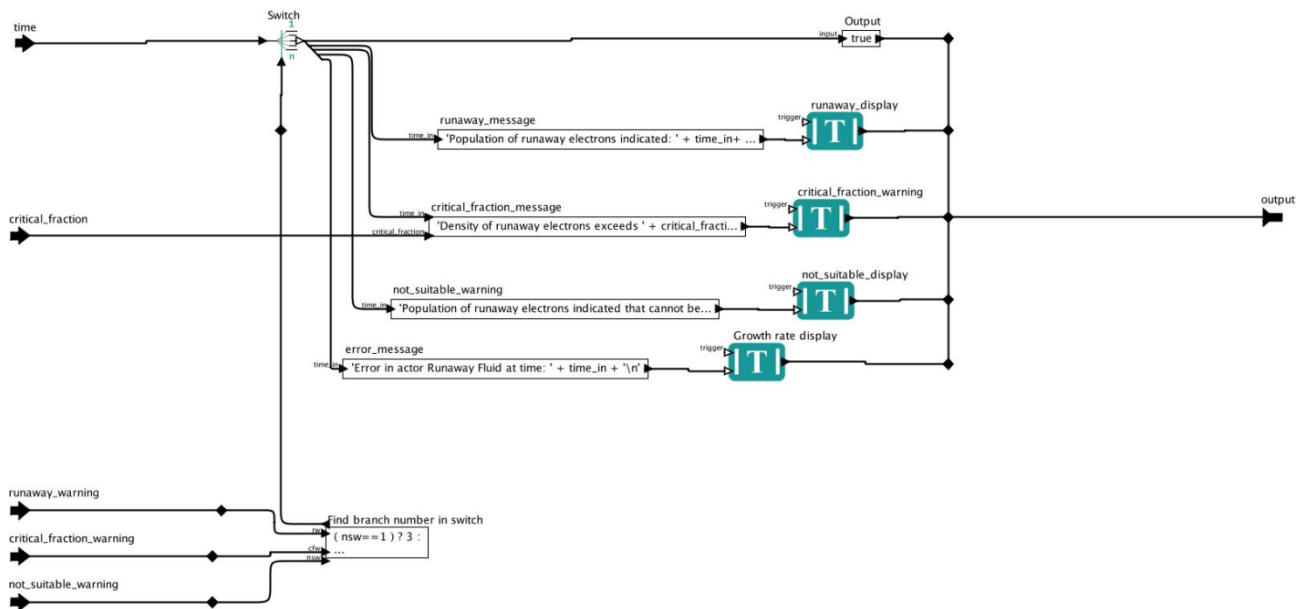 Switch
time
i
n
Output
input
true
runaway_display
trigger
T
runaway_message
time_in
'Population of runaway electrons indicated: ' + time_in+ ...
critical_fraction_warning
trigger
T
critical_fraction_message
time_in
'Density of runaway electrons exceeds ' + critical_fracti...
critical_fraction
critical_fraction
output
not_suitable_display
trigger
T
not_suitable_warning
time_in
'Population of runaway electrons indicated that cannot be...
Growth rate display
trigger
T
error_message
time_in
'Error in actor Runaway Fluid at time: ' + time_in + '\n'
runaway_warning
Find branch number in switch
rw
( nsw==1 ) ? 3 :
critical_fraction_warning
cfw
...
nsw
not_suitable_warning